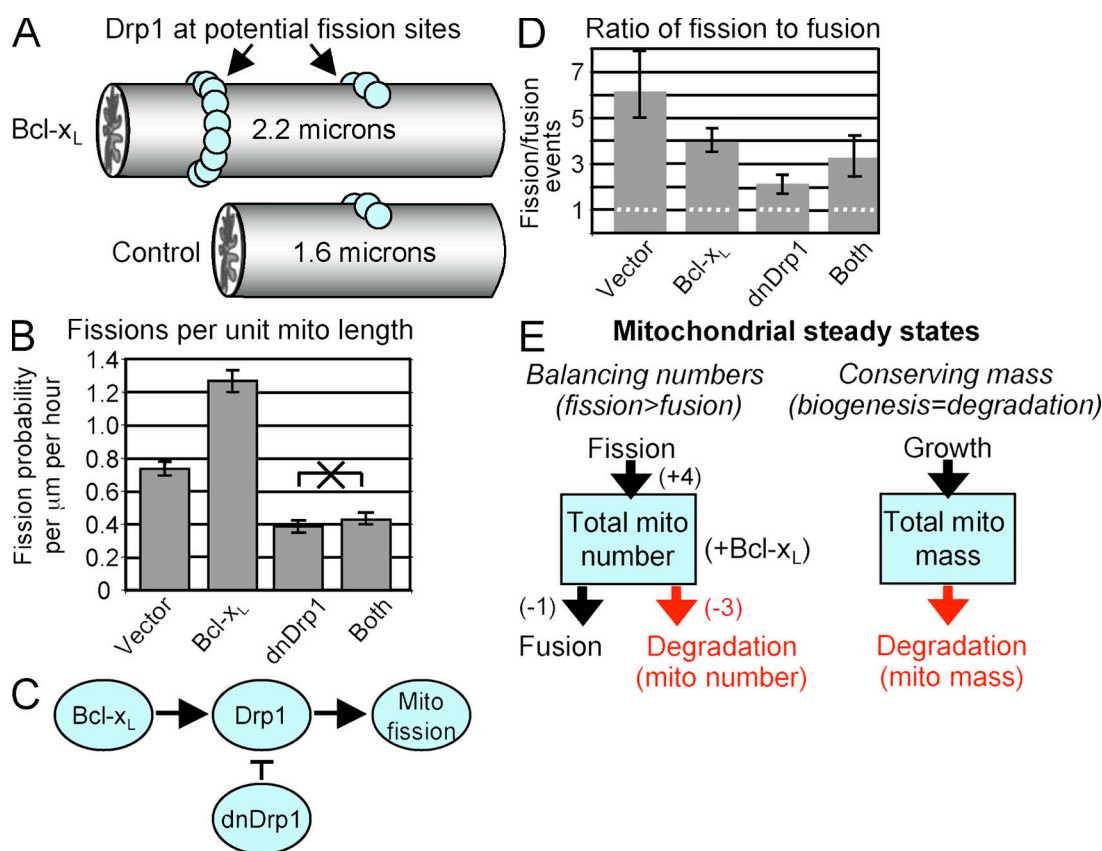 A
Drp1 at potential fission sites
Bcl-xL
2.2 microns
Control
1.6 microns
B
Fissions per unit mito length
Fission probability
per μm per hour
1.4
1.2
1.0
0.8
0.6
0.4
0.2
0
Vector
Bcl-xL
dnDrp1
Both
C
Bcl-xL
Drp1
Mito
fission
dnDrp1
D
Ratio of fission to fusion
Fission/fusion
events
7
5
3
1
Vector
Bcl-xL
dnDrp1
Both
E
Mitochondrial steady states
Balancing numbers
(fission>fusion)
Fission
(+4)
Total mito
number
(+Bcl-xL)
(-1)
(-3)
Fusion
Degradation
(mito number)
Conserving mass
(biogenesis=degradation)
Growth
Total mito
mass
Degradation
(mito mass)